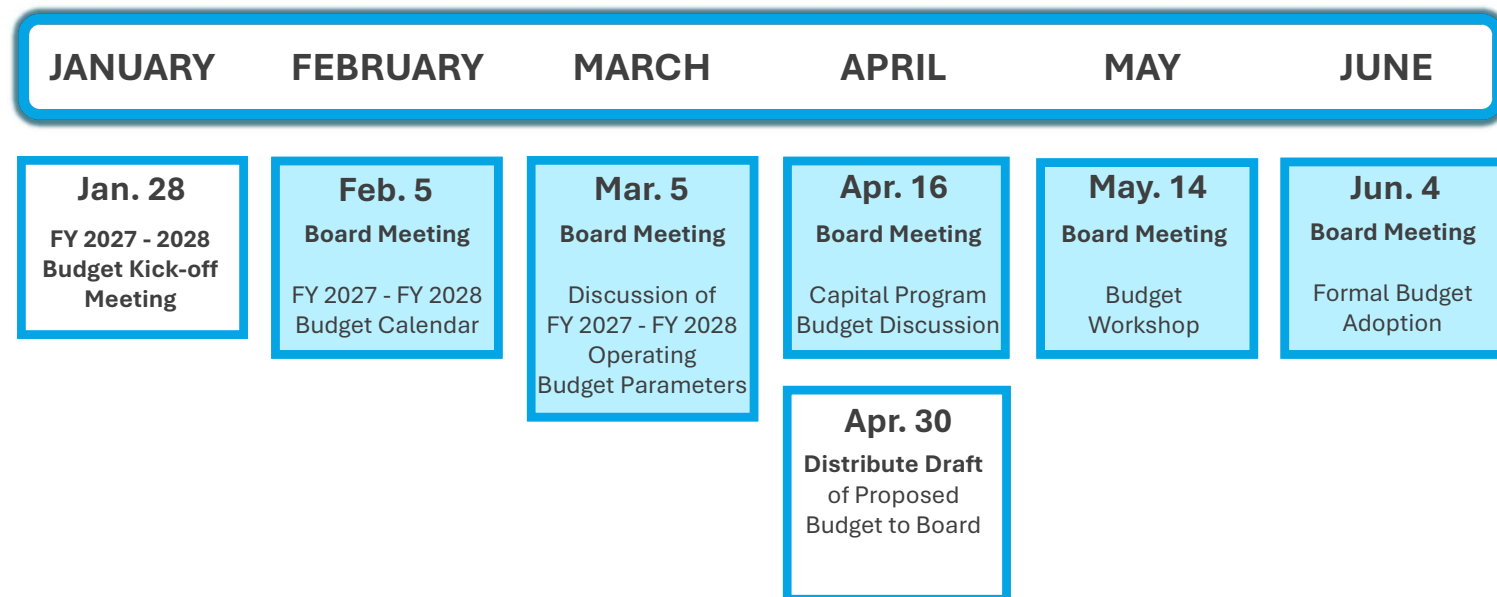 JANUARY FEBRUARY MARCH APRIL MAY JUNE
Jan. 28
FY 2027 - 2028
Budget Kick-off
Meeting
Feb. 5
Board Meeting
FY 2027 - FY 2028
Budget Calendar
Mar. 5
Board Meeting
Discussion of
FY 2027 - FY 2028
Operating
Budget Parameters
Apr. 16
Board Meeting
Capital Program
Budget Discussion
Apr. 30
Distribute Draft
of Proposed
Budget to Board
May. 14
Board Meeting
Budget
Workshop
Jun. 4
Board Meeting
Formal Budget
Adoption